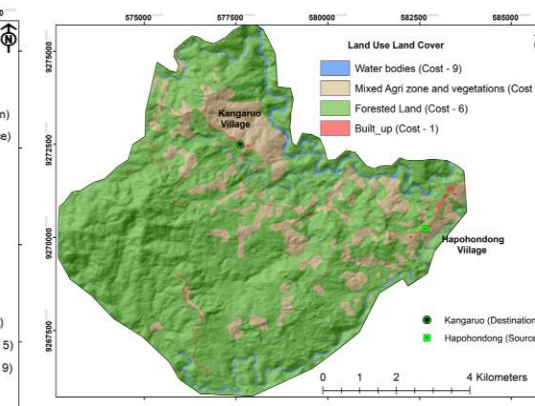 575000 577500 580000 582500 585000
N
Land Use Land Cover
Water bodies (Cost - 9)
Mixed Agri zone and vegetations (Cost
Forested Land (Cost - 6)
Built_up (Cost - 1)
Kangaruo
Village
9275000
9272500
9270000
9267500
Hapohondong
Viilage
Kangaruo (Destination
Hapohondong (Source
5)
9)
0 1 2 4 Kilometers